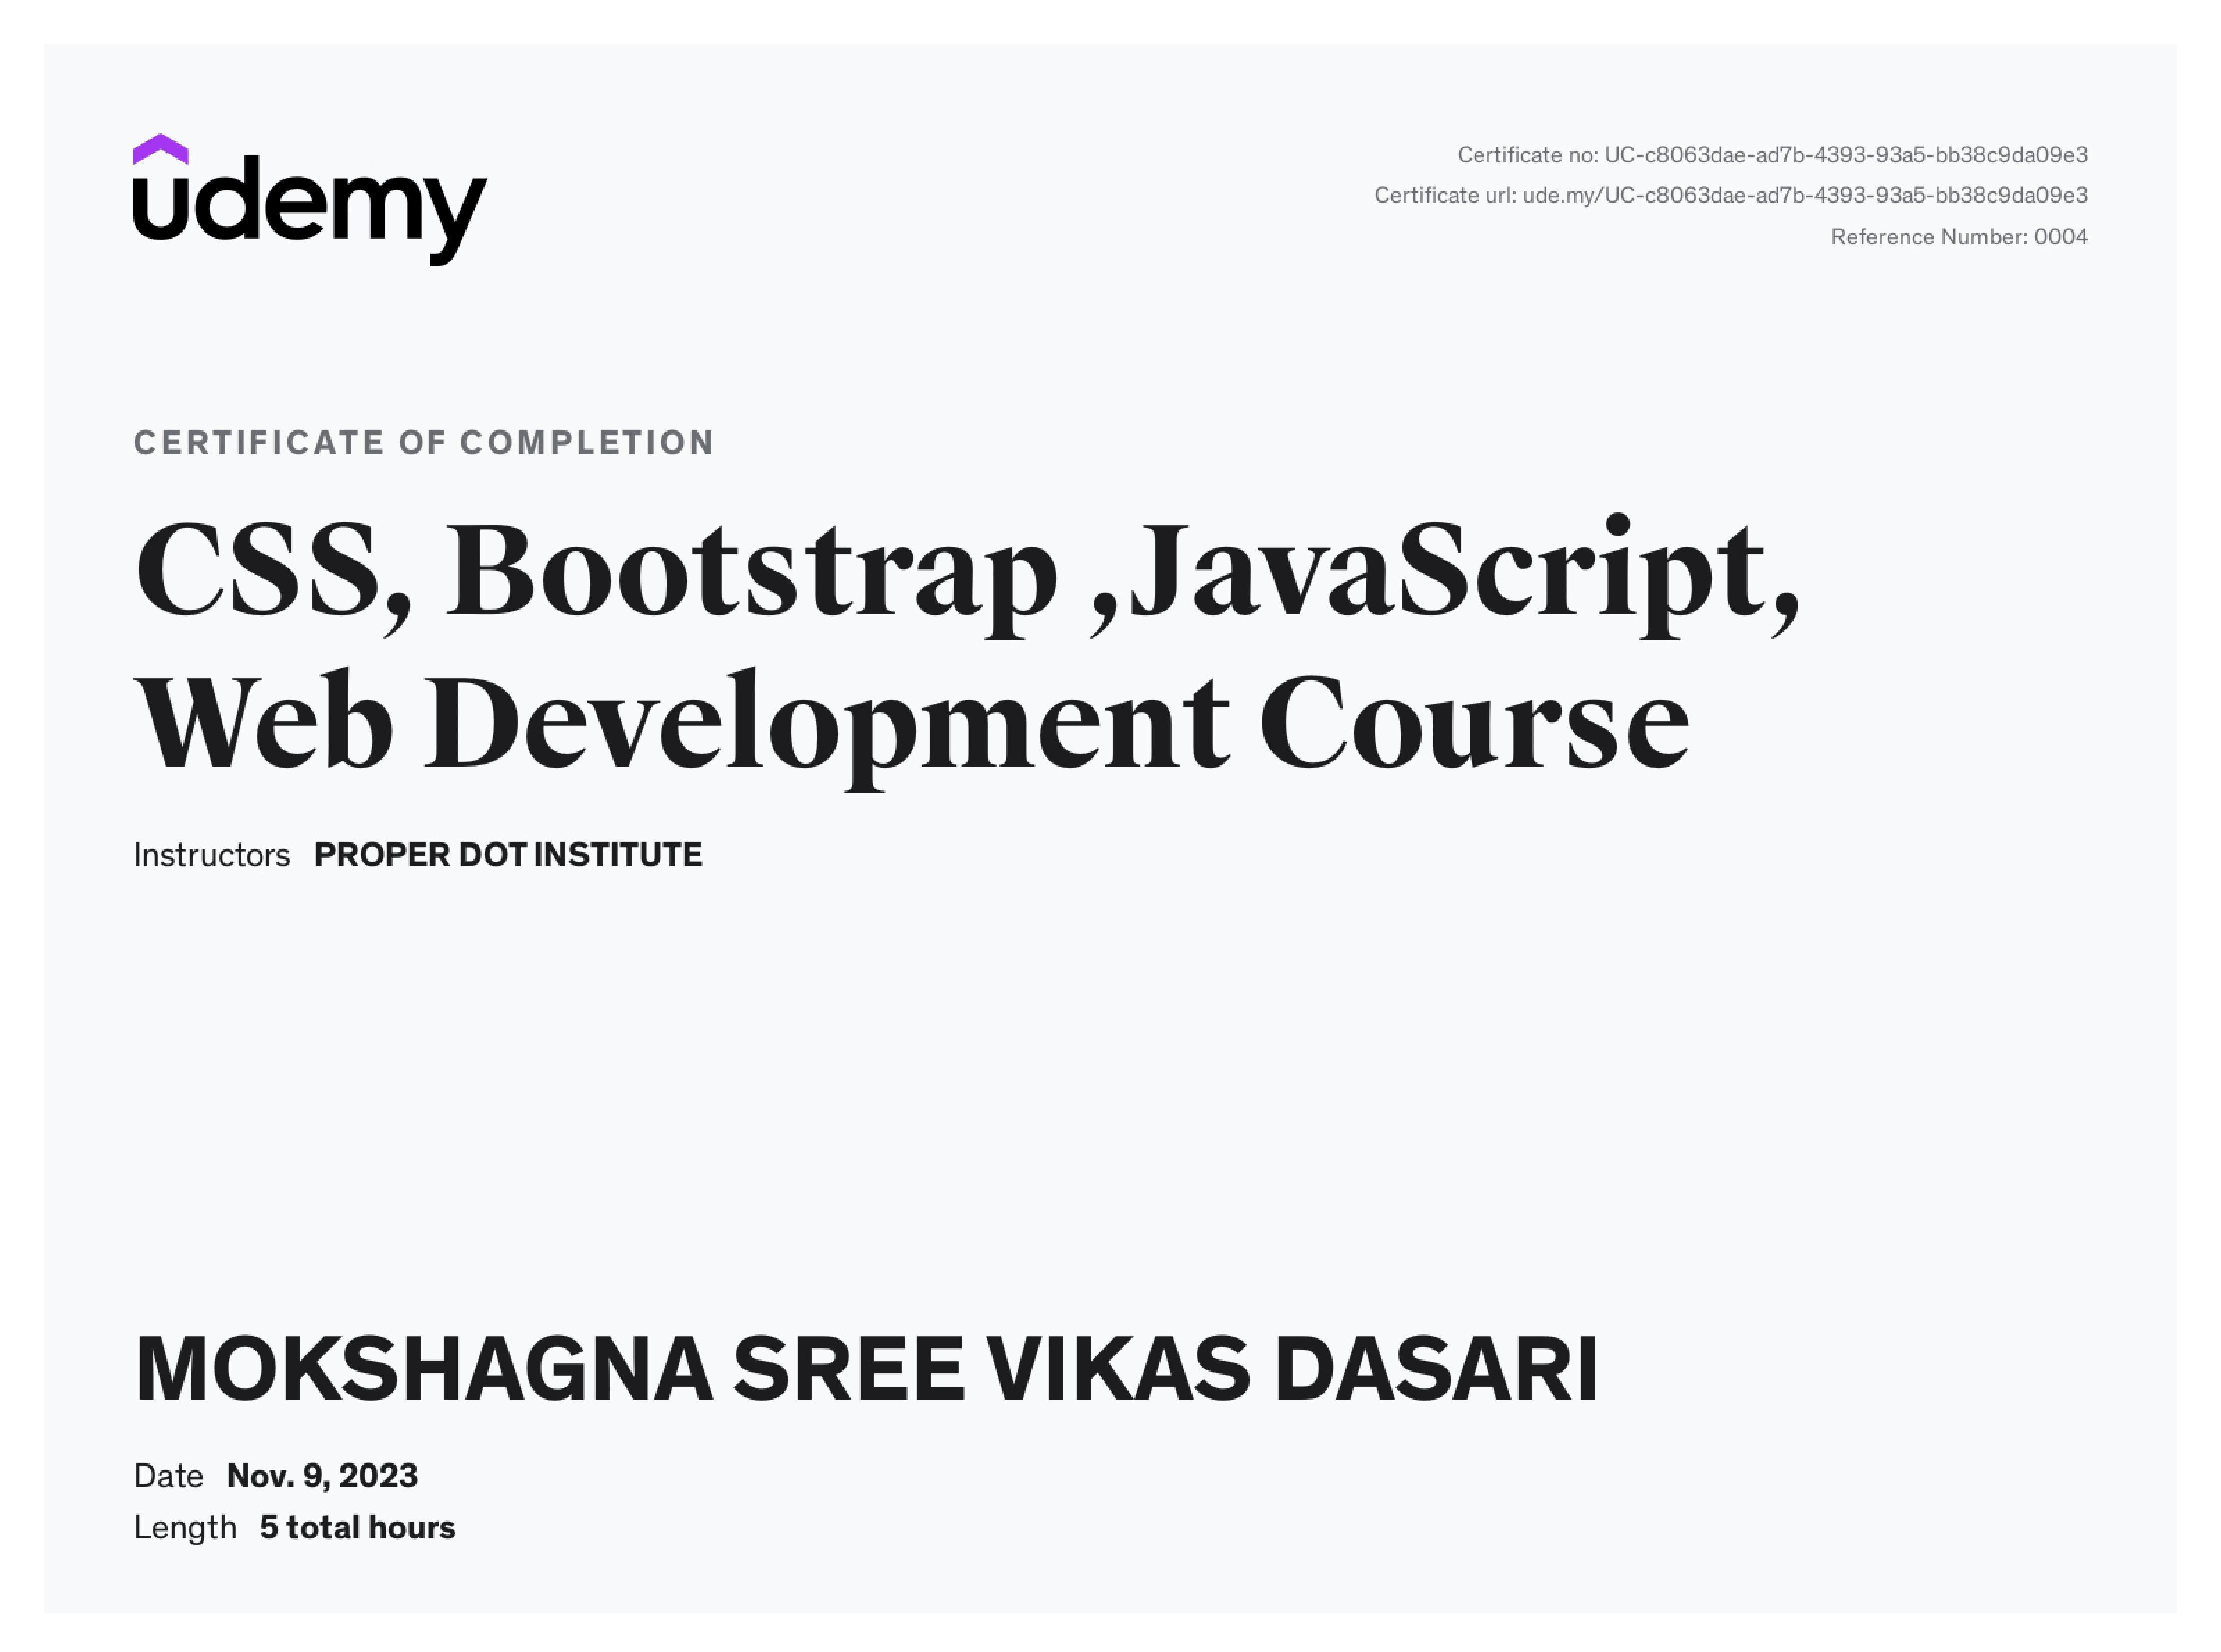 udemy
Certificate no: UC-c8063dae-ad7b-4393-93a5-bb38c9da09e3
Certificate url: ude.my/UC-c8063dae-ad7b-4393-93a5-bb38c9da09e3
Reference Number: 0004
CERTIFICATE OF COMPLETION
CSS, Bootstrap ,JavaScript,
Web Development Course
Instructors PROPER DOT INSTITUTE
MOKSHAGNA SREE VIKAS DASARI
Date Nov. 9, 2023
Length 5 total hours